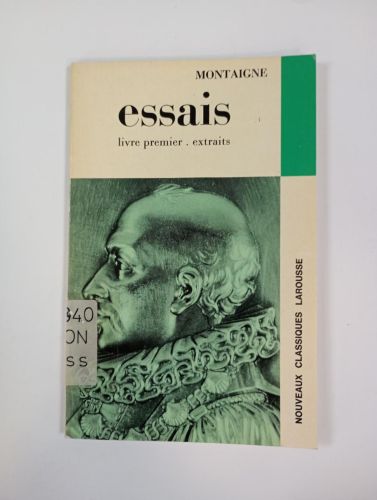 MONTAIGNE
essais
livre premier . extraits
NOUVEAUX CLASSIQUES LAROUSSE
840
ON
ss